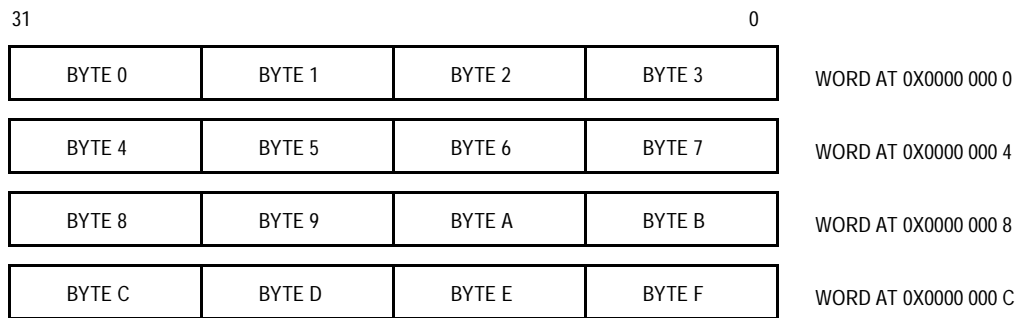 31 0
BYTE 0 BYTE 1 BYTE 2 BYTE 3 WORD AT 0X0000 000 0
BYTE 4 BYTE 5 BYTE 6 BYTE 7 WORD AT 0X0000 000 4
BYTE 8 BYTE 9 BYTE A BYTE B WORD AT 0X0000 000 8
BYTE C BYTE D BYTE E BYTE F WORD AT 0X0000 000 C